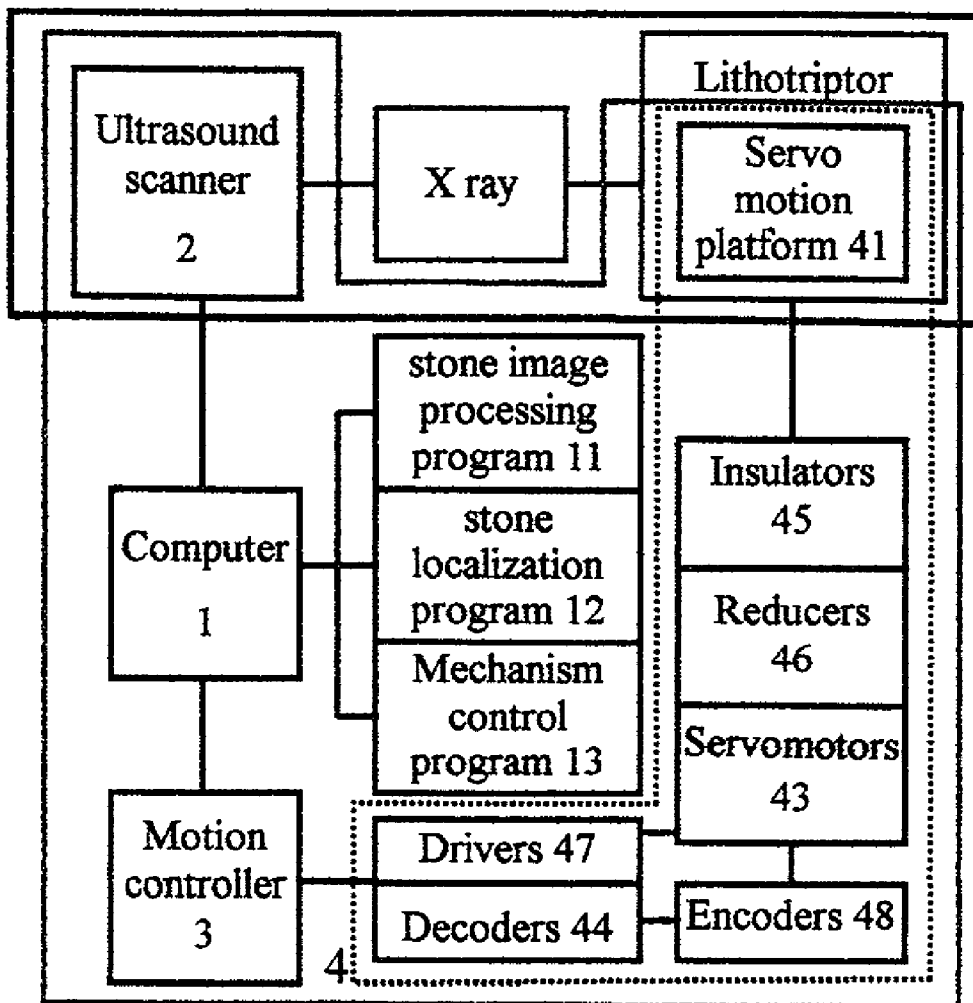 Ultrasound
scanner
2
X ray
Lithotriptor
Servo
motion
platform 41
stone image
processing
program 11
stone
localization
program 12
Mechanism
control
program 13
Computer
1
Motion
controller
3
Insulators
45
Reducers
46
Servomotors
43
Drivers 47
Decoders 44
Encoders 48
4